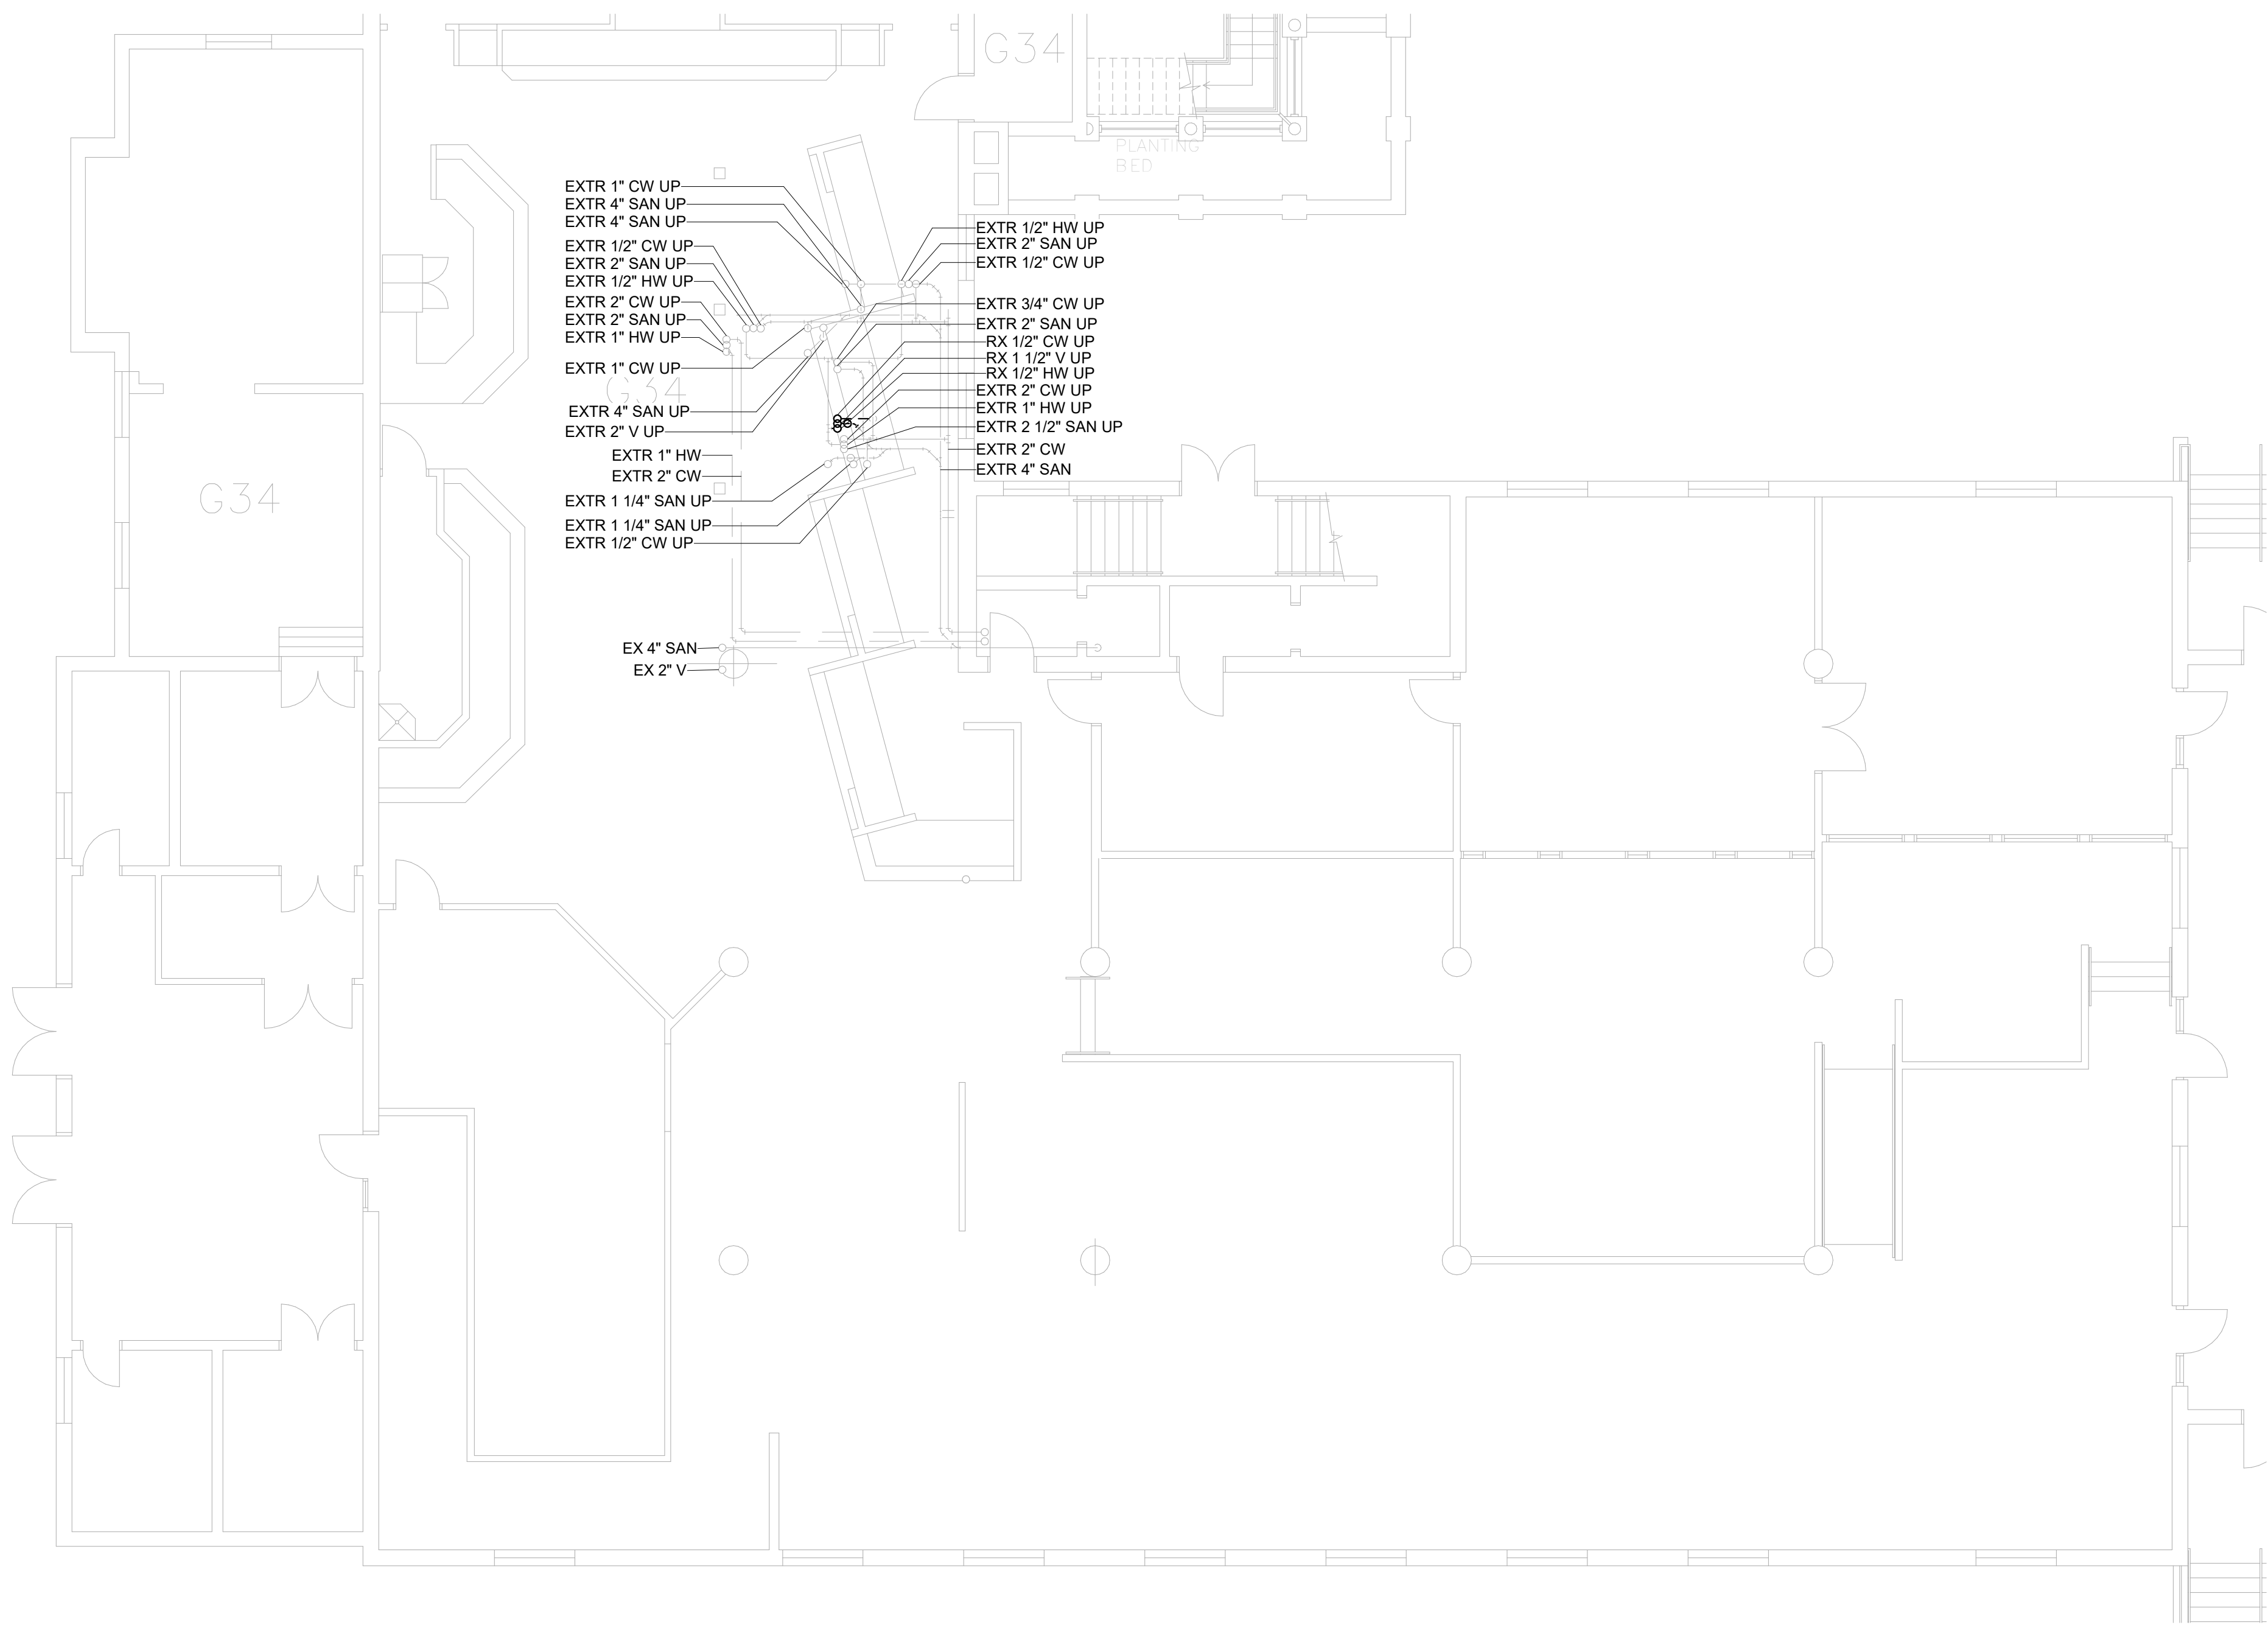 G34
PLANTING
BED
EXTR 1" CW UP
EXTR 4" SAN UP
EXTR 4" SAN UP
EXTR 1/2" CW UP
EXTR 2" SAN UP
EXTR 1/2" HW UP
EXTR 2" CW UP
EXTR 2" SAN UP
EXTR 1" HW UP
EXTR 1" CW UP
G34
EXTR 4" SAN UP
EXTR 2" V UP
EXTR 1" HW
EXTR 2" CW
EXTR 1 1/4" SAN UP
EXTR 1 1/4" SAN UP
EXTR 1/2" CW UP
EX 4" SAN
EX 2" V
EXTR 1/2" HW UP
EXTR 2" SAN UP
EXTR 1/2" CW UP
EXTR 3/4" CW UP
EXTR 2" SAN UP
RX 1/2" CW UP
RX 1 1/2" V UP
RX 1/2" HW UP
EXTR 2" CW UP
EXTR 1" HW UP
EXTR 2 1/2" SAN UP
EXTR 2" CW
EXTR 4" SAN
G34